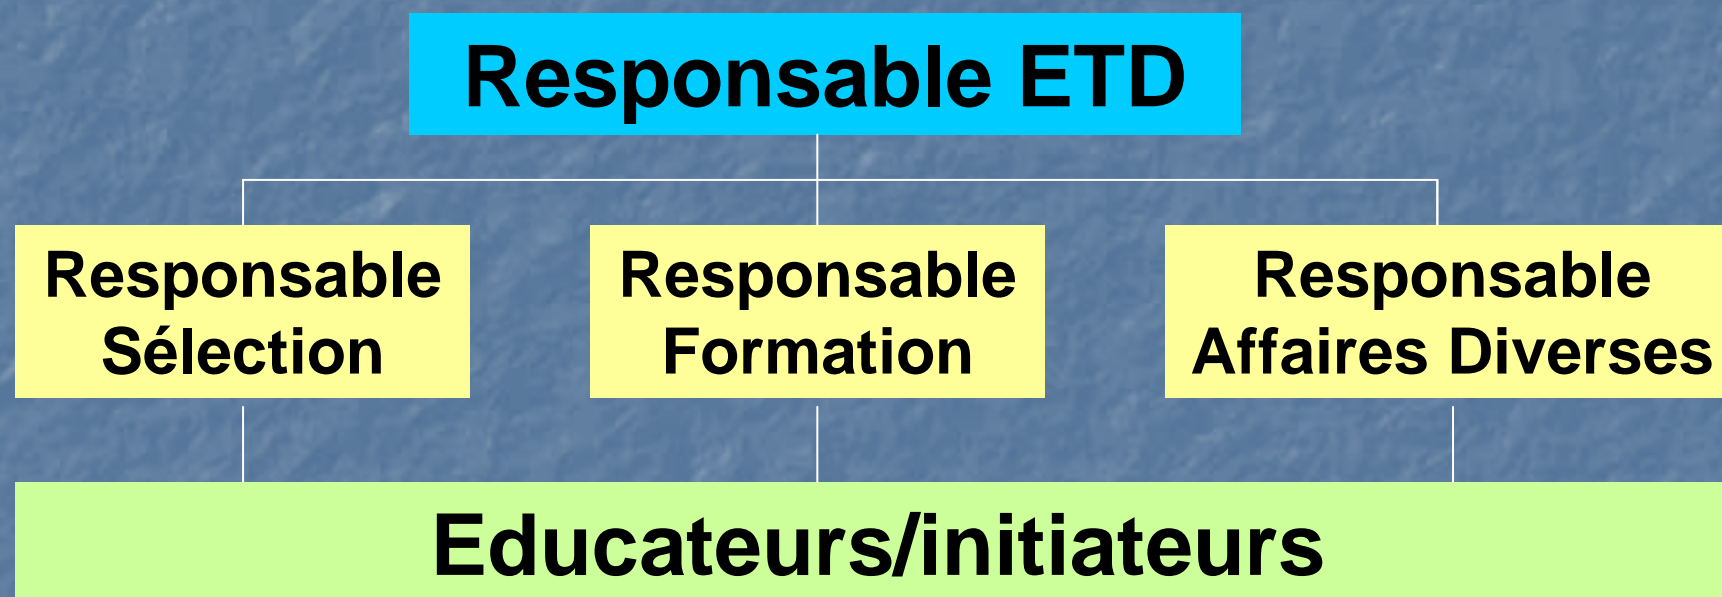 Responsable ETD
Responsable
Sélection
Responsable
Formation
Responsable
Affaires Diverses
Educateurs/initiateurs